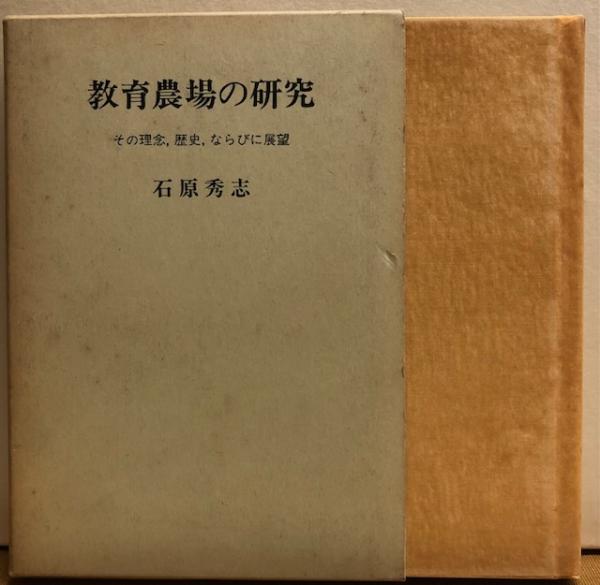 教育農場の研究
その理念，歴史，ならびに展望
石原秀志